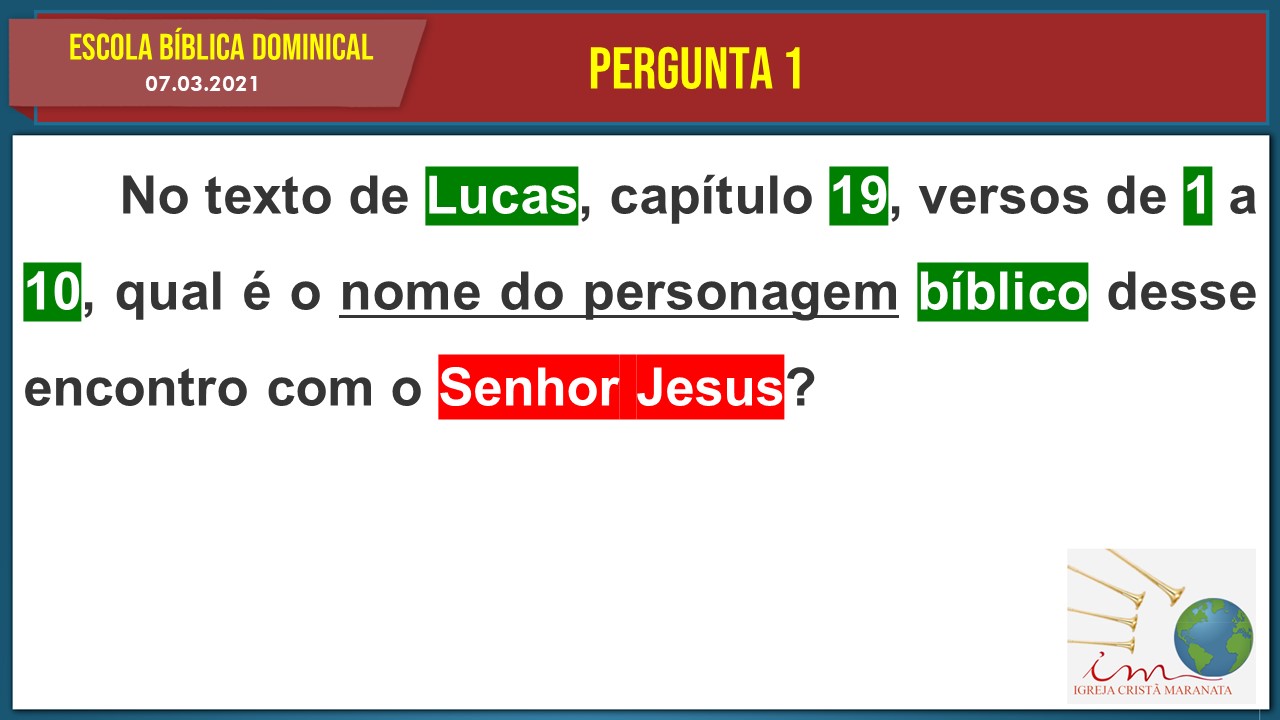 ESCOLA BÍBLICA DOMINICAL
07.03.2021
PERGUNTA 1
No texto de Lucas, capítulo 19, versos de 1 a
10, qual é o nome do personagem bíblico desse
encontro com o Senhor Jesus?
im
IGREJA CRISTÃ MARANATA